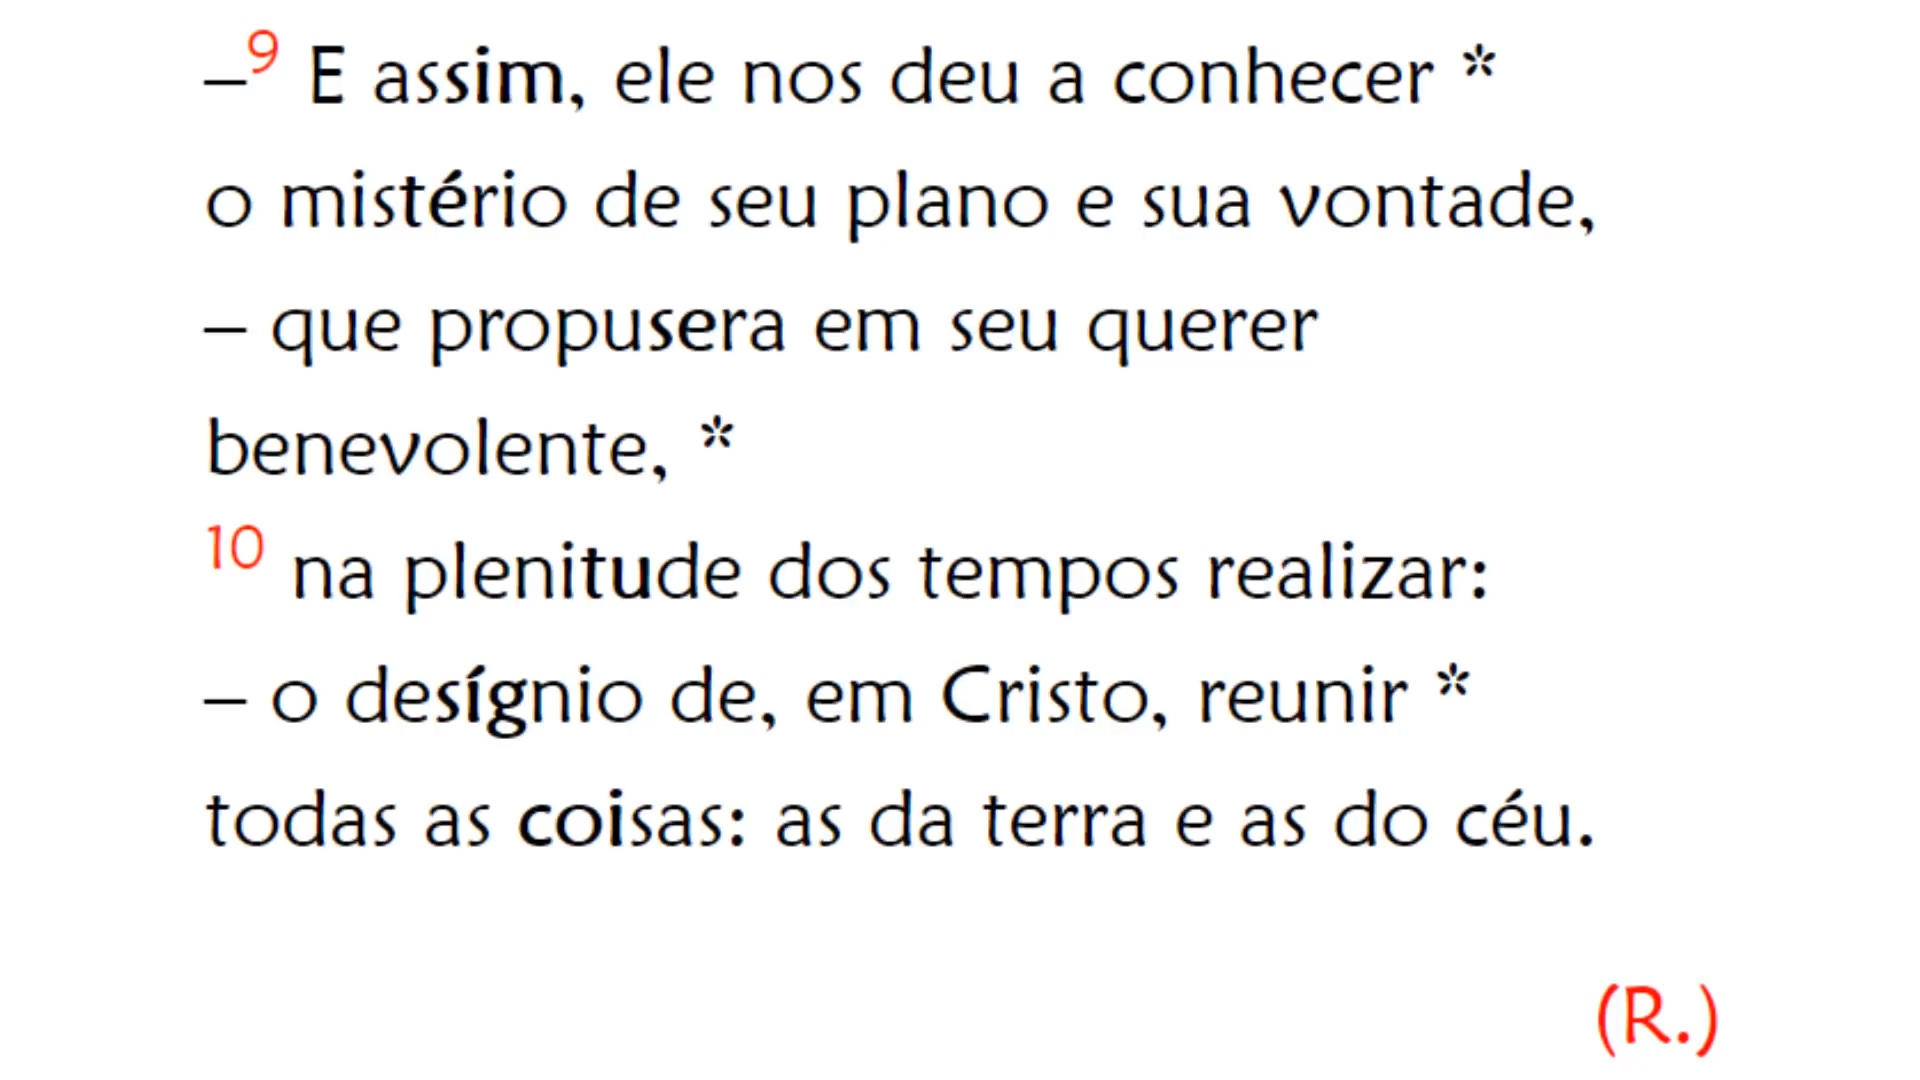 –9 E assim, ele nos deu a conhecer *
o mistério de seu plano e sua vontade,
– que propusera em seu querer
benevolente, *
10 na plenitude dos tempos realizar:
– o desígnio de, em Cristo, reunir *
todas as coisas: as da terra e as do céu.
(R.)